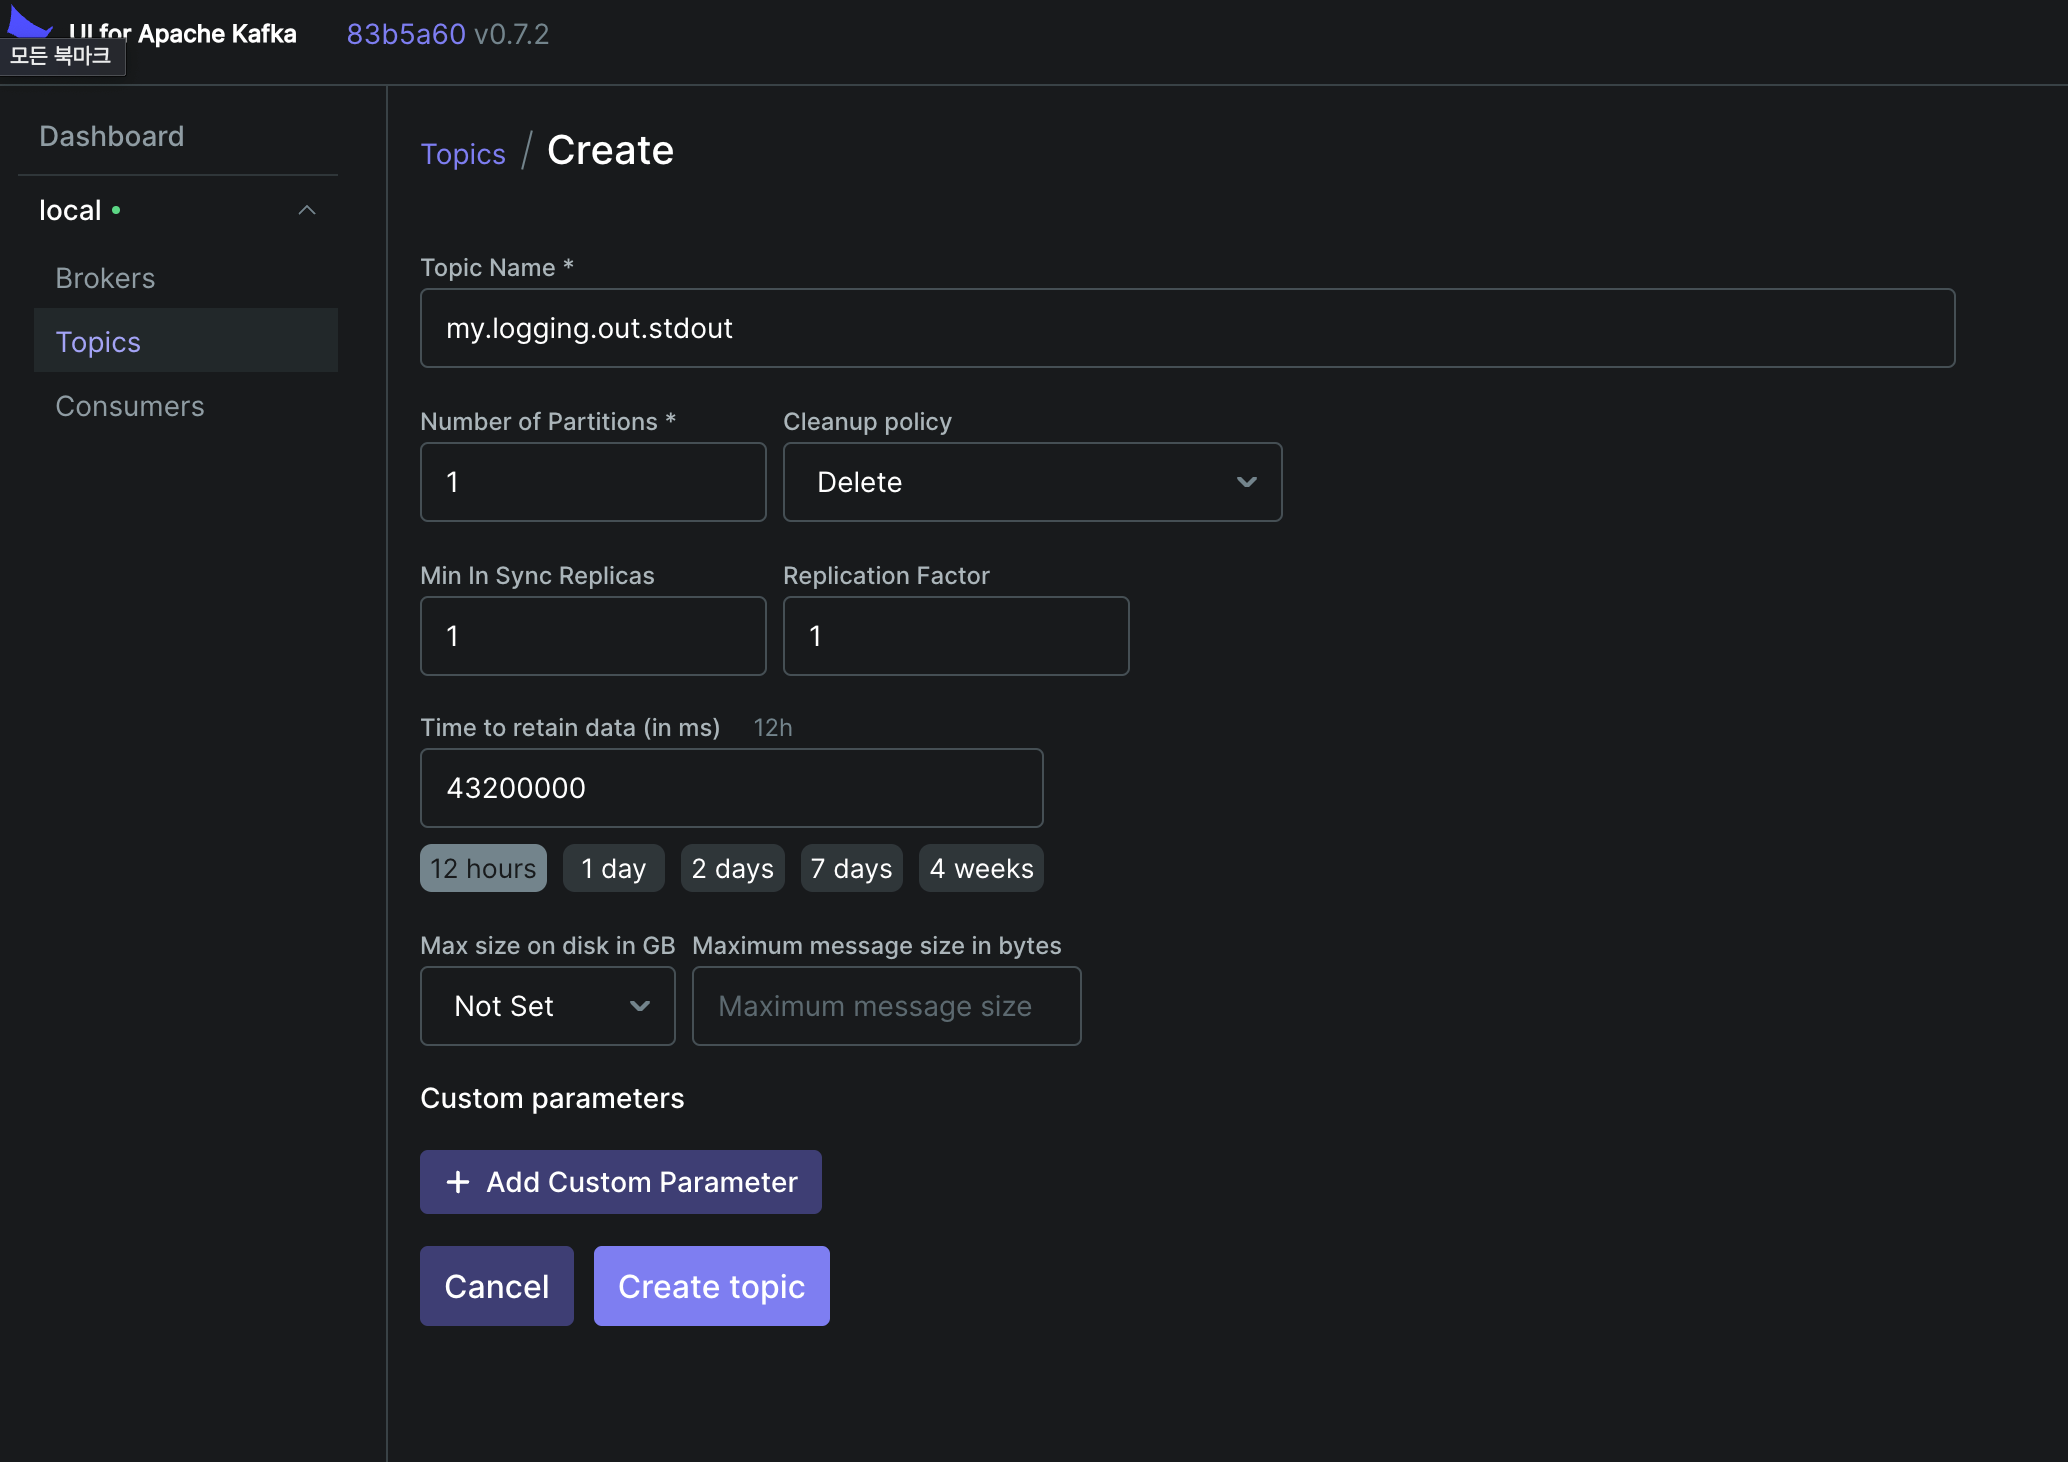 UI for Apache Kafka 83b5a60 v0.7.2
모든 북마크
Dashboard
local
Brokers
Topics
Consumers
Topics / Create
Topic Name *
my.logging.out.stdout
Number of Partitions * Cleanup policy
1 Delete
Min In Sync Replicas Replication Factor
1 1
Time to retain data (in ms) 12h
43200000
12 hours 1 day 2 days 7 days 4 weeks
Max size on disk in GB Maximum message size in bytes
Not Set Maximum message size
Custom parameters
+ Add Custom Parameter
Cancel Create topic